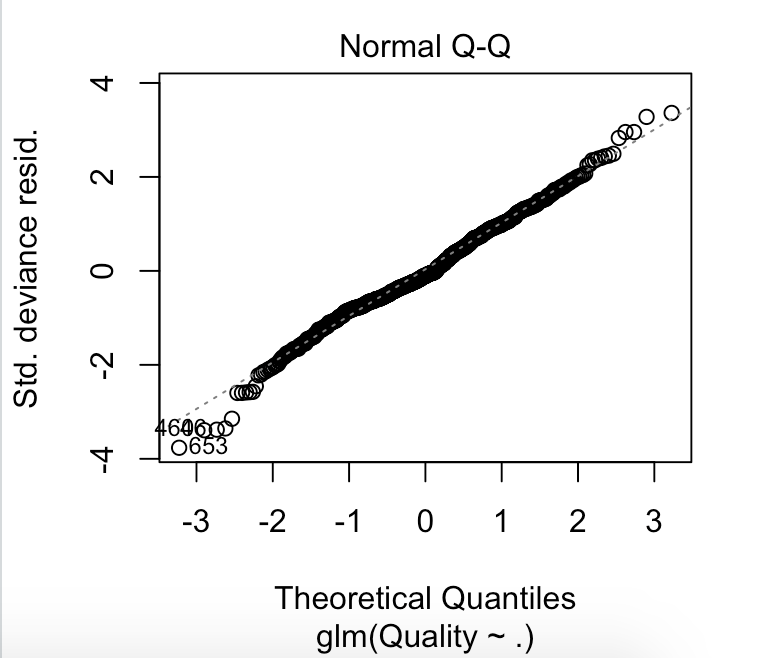 Normal Q-Q
Std. deviance resid.
4
2
0
-2
-4
653
-3 -2 -1 0 1 2 3
Theoretical Quantiles
glm(Quality ~ .)